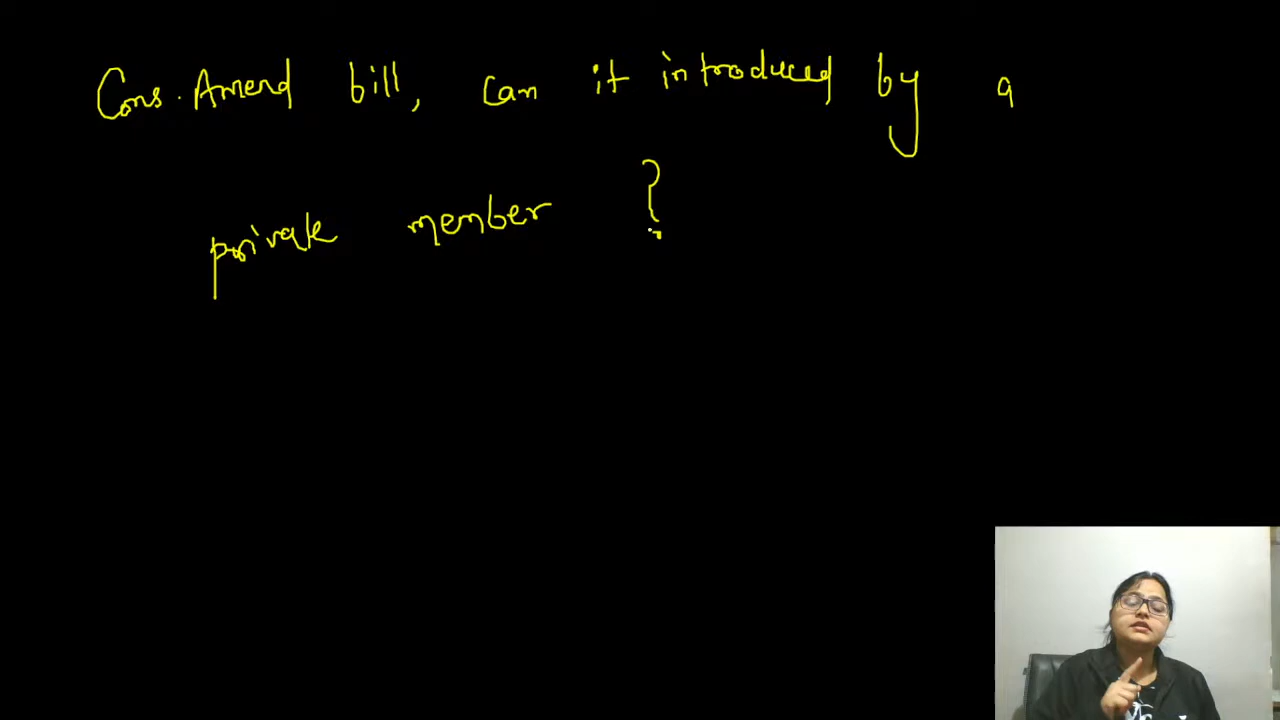 Cons. Amend bill, can it introduced by a
private member ?